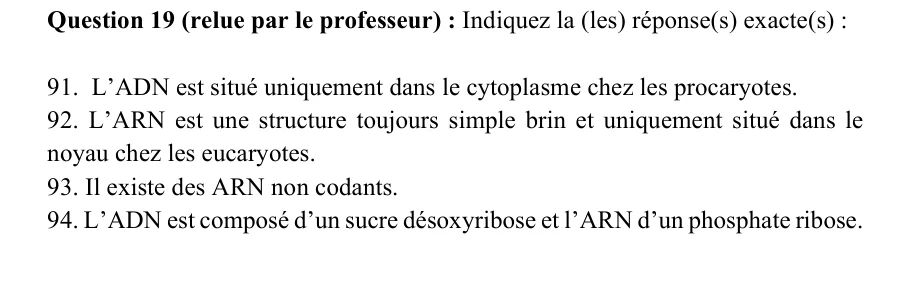 Question 19 (relue par le professeur) : Indiquez la (les) réponse(s) exacte(s) :
91. L’ADN est situé uniquement dans le cytoplasme chez les procaryotes.
92. L’ARN est une structure toujours simple brin et uniquement situé dans le
noyau chez les eucaryotes.
93. Il existe des ARN non codants.
94. L’ADN est composé d’un sucre désoxyribose et l’ARN d’un phosphate ribose.